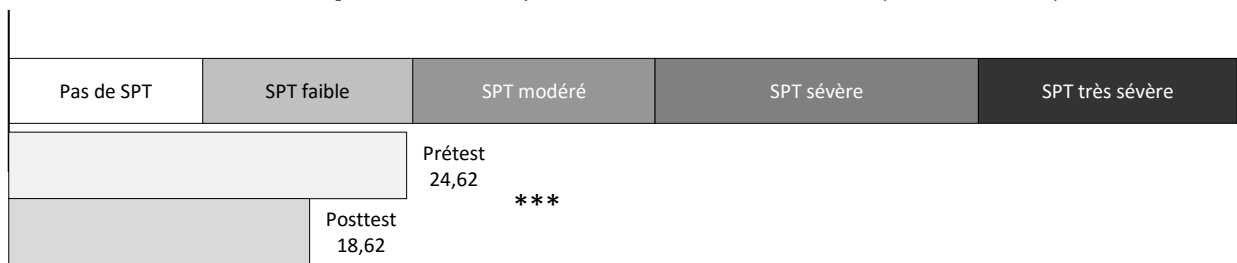 Pas de SPT
SPT faible
SPT modéré
SPT sévère
SPT très sévère
Prétest
24,62
***
Posttest
18,62